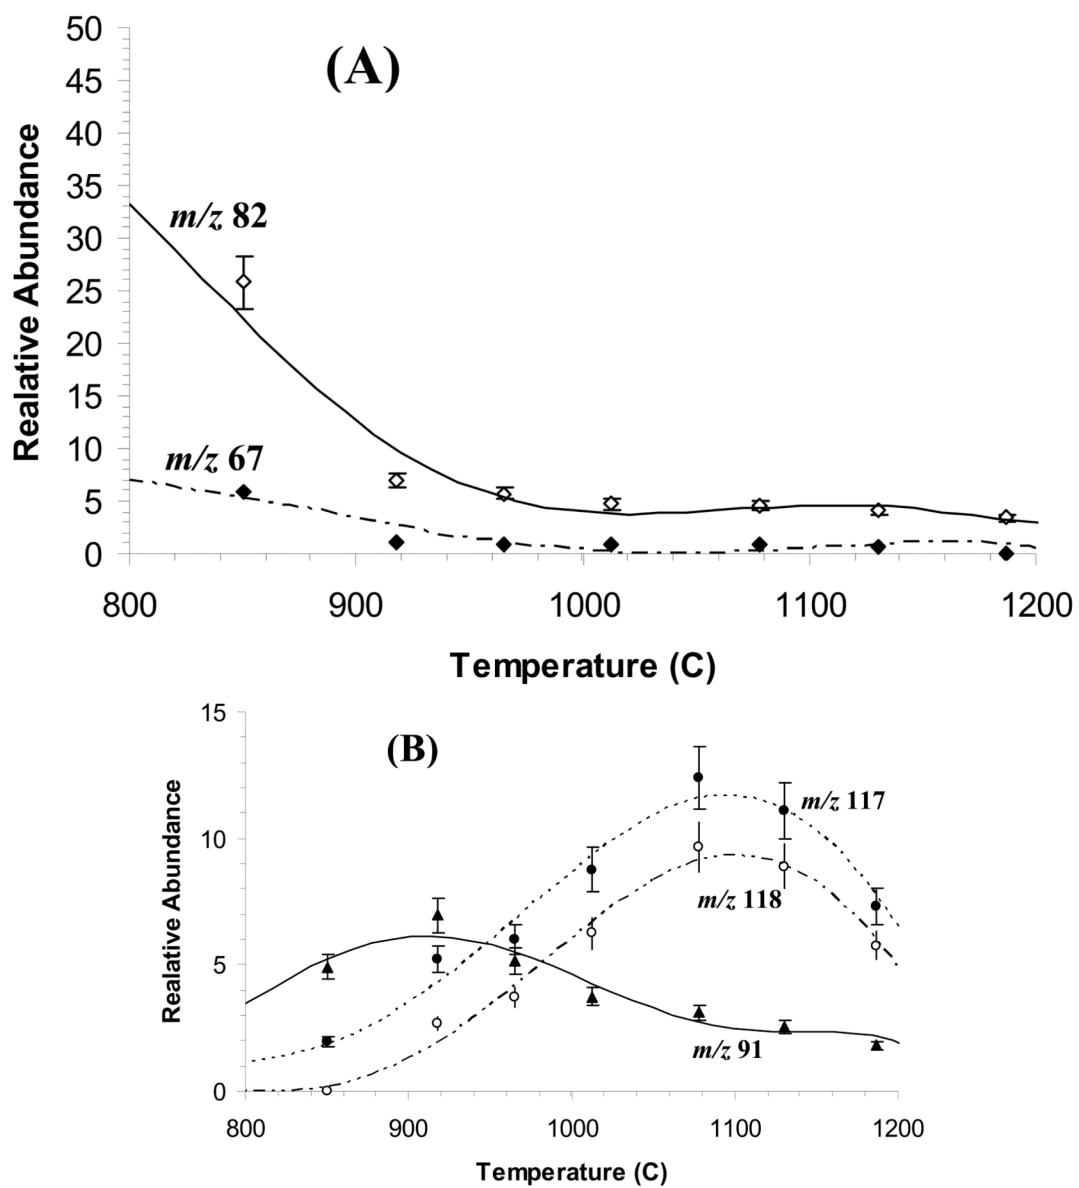 (A)
50
45
40
35
30
25
20
15
10
5
0
Realative Abundance
m/z 82
m/z 67
800 900 1000 1100 1200
Temperature (C)
(B)
15
10
5
0
Realative Abundance
m/z 117
m/z 118
m/z 91
800 900 1000 1100 1200
Temperature (C)